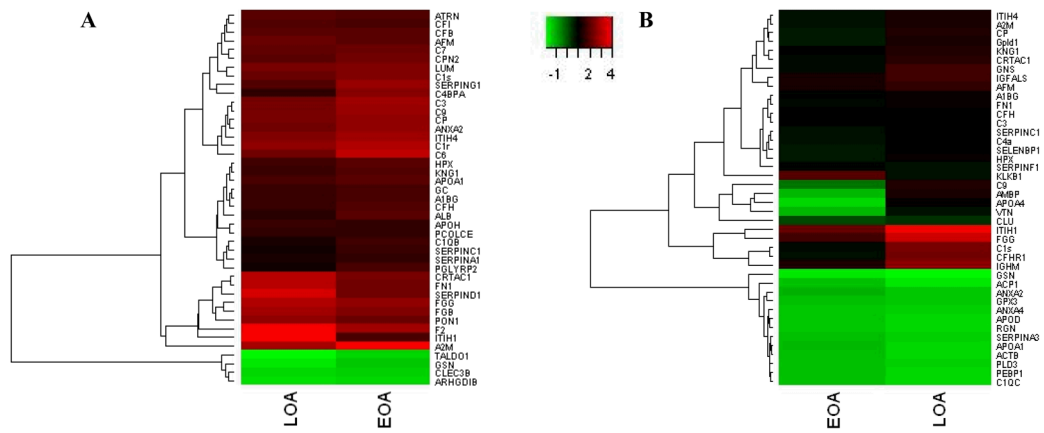 A
ATRN
CFI
CFB
AFM
C7
CPN2
LUM
C1s
SERPING1
C4BPA
C3
C9
CP
ANXA2
ITIH4
C1r
C6
HPX
KNG1
APOA1
GC
A1BG
CFH
ALB
APOH
PCOLCE
C1QB
SERPINC1
SERPINA1
PGLYRP2
CRTAC1
FN1
SERPIND1
FGG
FGB
PON1
F2
ITIH1
A2M
TALDO1
GSN
CLEC3B
ARHGDIB
LOA
EOA
-1 2 4
B
ITIH4
A2M
CP
Gpld1
KNG1
CRTAC1
GNS
IGFALS
AFM
A1BG
FN1
CFH
C3
SERPINC1
C4a
SELENBP1
HPX
SERPINF1
KLKB1
C9
AMBP
APOA4
VTN
CLU
ITIH1
FGG
C1s
CFHR1
IGHM
GSN
ACP1
ANXA2
GPX3
ANXA4
APOD
RGN
SERPINA3
APOA1
ACTB
PLD3
PEBP1
C1QC
EOA
LOA